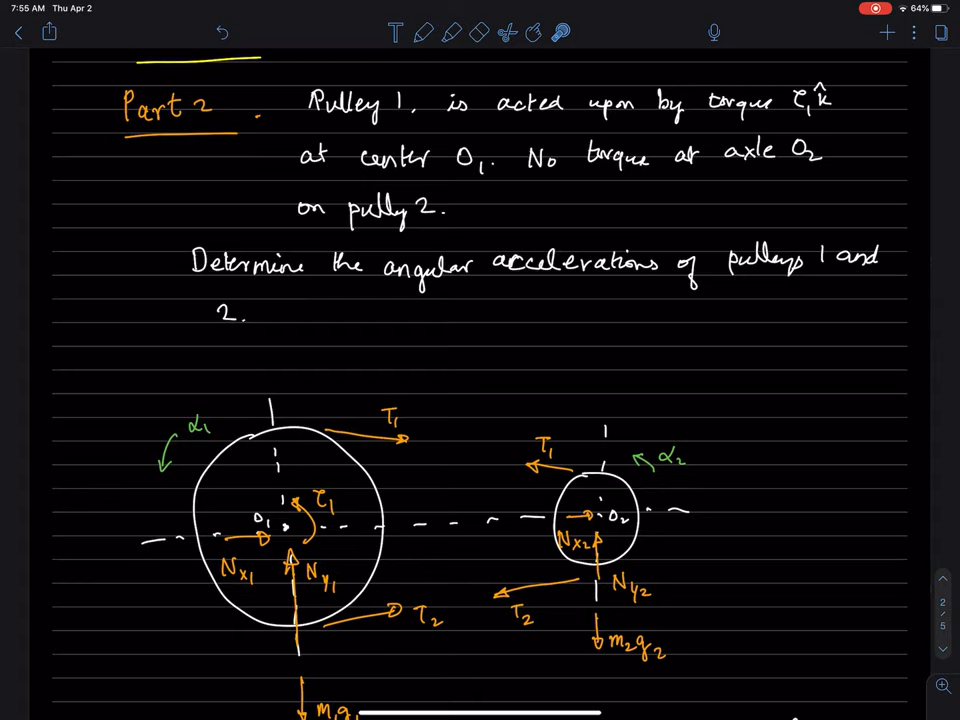 7:55 AM Thu Apr 2
64%
Part 2 . Pulley 1, is acted upon by torque τ₁k̂
at center O₁. No torque at axle O₂
on pully 2.
Determine the angular accelerations of pulleys 1 and
2.
α₁ T₁
T₁ α₂
τ₁
O₁ O₂
Nx₁ Ny₁ Nx₂
T₂ T₂ Ny₂
m₂g₂
m₁g₁
2 / 5